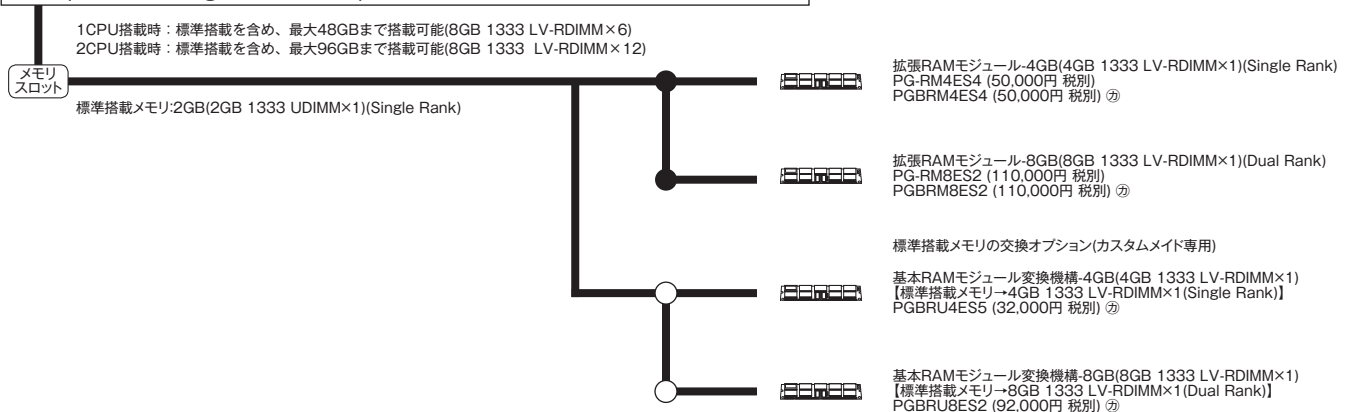 1CPU搭載時:標準搭載を含め、最大48GBまで搭載可能(8GB 1333 LV-RDIMM×6)
2CPU搭載時:標準搭載を含め、最大96GBまで搭載可能(8GB 1333 LV-RDIMM×12)
メモリ
スロット
標準搭載メモリ:2GB(2GB 1333 UDIMM×1)(Single Rank)
拡張RAMモジュール-4GB(4GB 1333 LV-RDIMM×1)(Single Rank)
PG-RM4ES4 (50,000円 税別)
PGBRM4ES4 (50,000円 税別) ㋕
拡張RAMモジュール-8GB(8GB 1333 LV-RDIMM×1)(Dual Rank)
PG-RM8ES2 (110,000円 税別)
PGBRM8ES2 (110,000円 税別) ㋕
標準搭載メモリの交換オプション(カスタムメイド専用)
基本RAMモジュール変換機構-4GB(4GB 1333 LV-RDIMM×1)
【標準搭載メモリ→4GB 1333 LV-RDIMM×1(Single Rank)】
PGBRU4ES5 (32,000円 税別) ㋕
基本RAMモジュール変換機構-8GB(8GB 1333 LV-RDIMM×1)
【標準搭載メモリ→8GB 1333 LV-RDIMM×1(Dual Rank)】
PGBRU8ES2 (92,000円 税別) ㋕